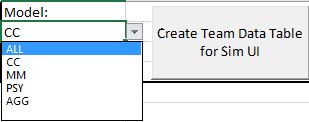 Model:
CC
ALL
CC
MM
PSY
AGG
Create Team Data Table
for Sim UI